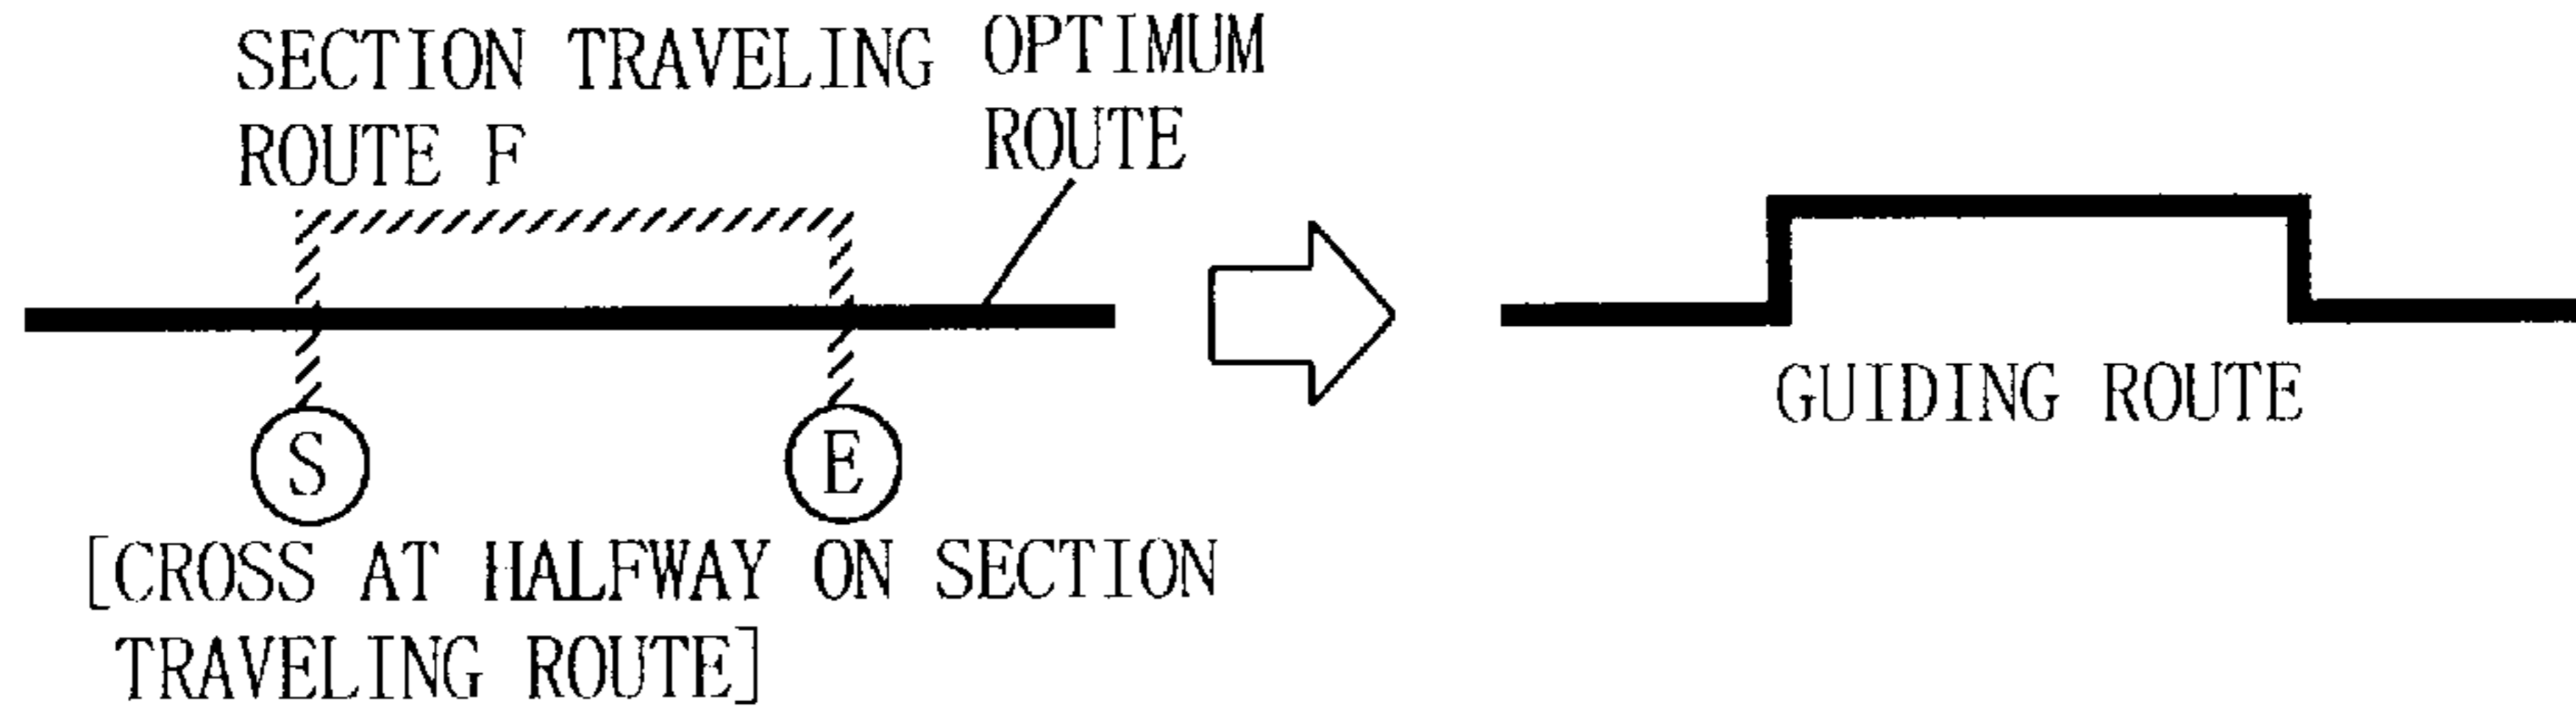 SECTION TRAVELING
ROUTE F
OPTIMUM
ROUTE
S
E
[CROSS AT HALFWAY ON SECTION
TRAVELING ROUTE]
GUIDING ROUTE